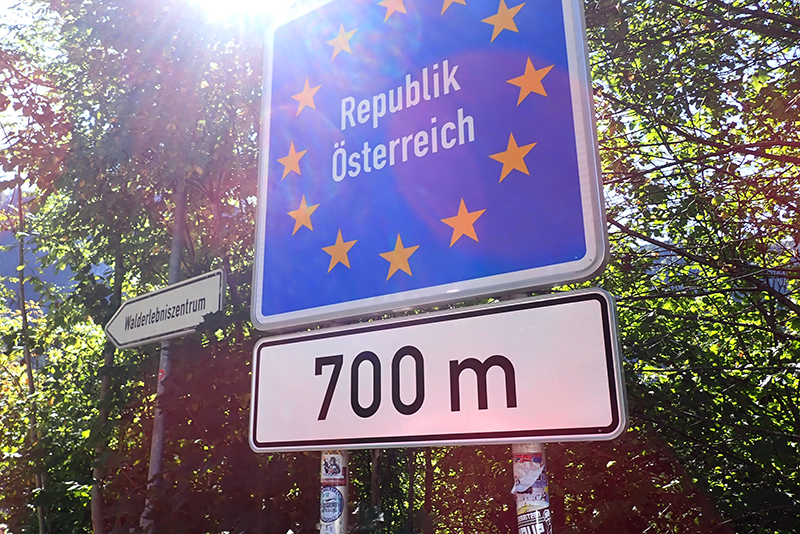 Republik
Österreich
Walderlebniszentrum
700 m